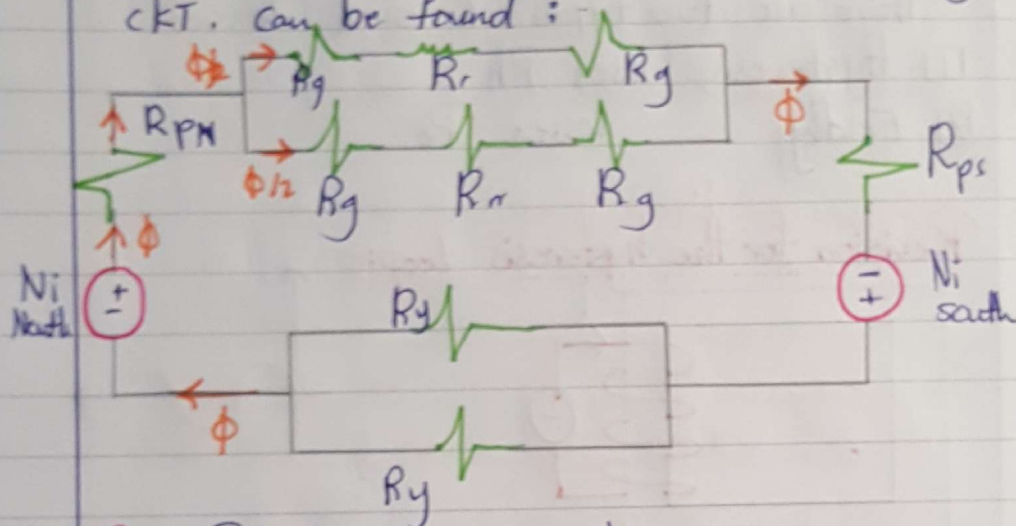 CKT. Can be found :
Rg Rr Rg
RPN
ϕ
Rps
ϕ/2
Rg Rr Rg
ϕ
Ni
North
+
-
-
+
Ni
south
Ry
ϕ
Ry